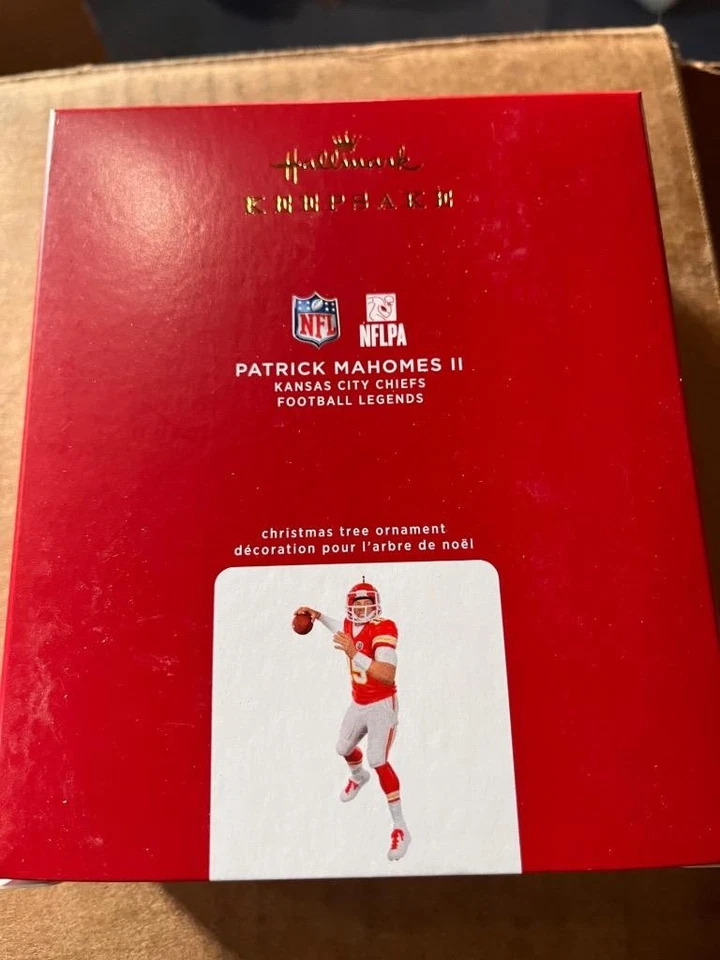 Hallmark
KEEPSAKE
NFL
NFLPA
PATRICK MAHOMES II
KANSAS CITY CHIEFS
FOOTBALL LEGENDS
christmas tree ornament
décoration pour l'arbre de noël